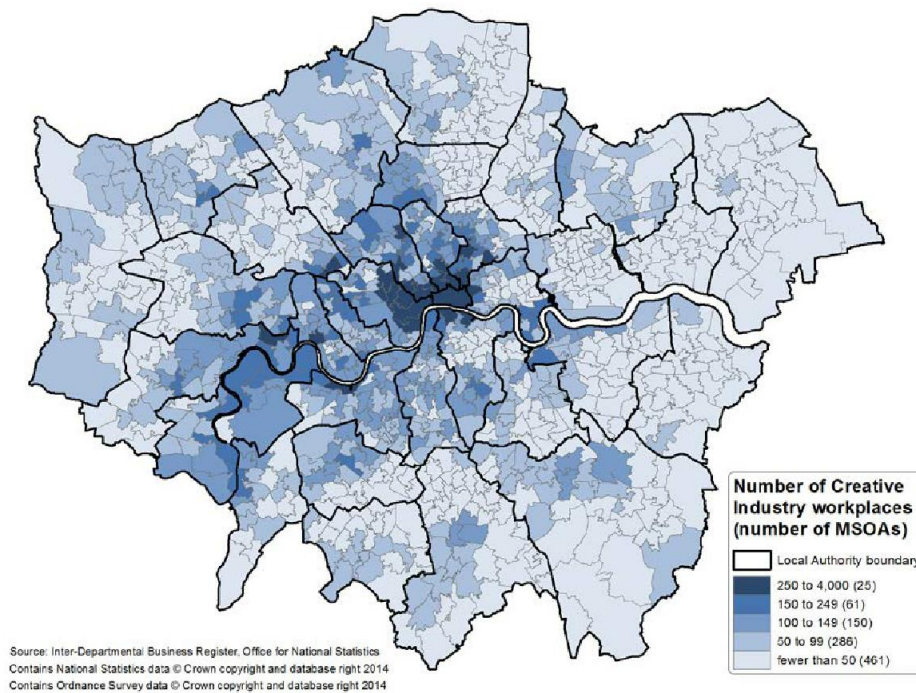 Number of Creative
Industry workplaces
(number of MSOAs)
Local Authority boundary
250 to 4,000 (25)
150 to 249 (61)
100 to 149 (150)
50 to 99 (286)
fewer than 50 (461)
Source: Inter-Departmental Business Register, Office for National Statistics
Contains National Statistics data © Crown copyright and database right 2014
Contains Ordnance Survey data © Crown copyright and database right 2014